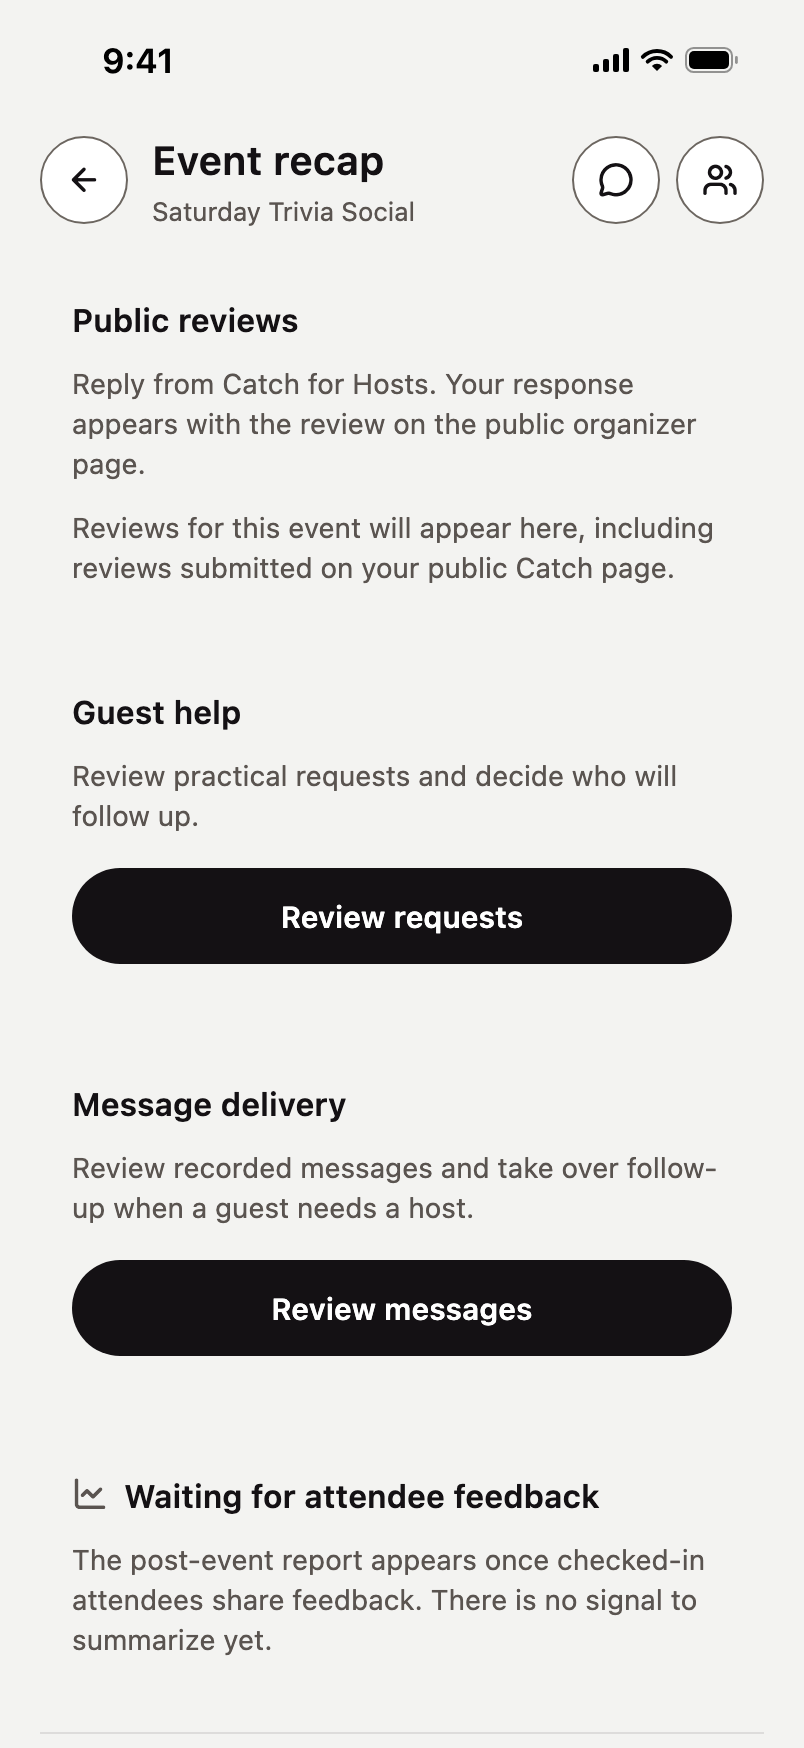 9:41
Event recap
Saturday Trivia Social
Public reviews
Reply from Catch for Hosts. Your response
appears with the review on the public organizer
page.
Reviews for this event will appear here, including
reviews submitted on your public Catch page.
Guest help
Review practical requests and decide who will
follow up.
Review requests
Message delivery
Review recorded messages and take over follow-
up when a guest needs a host.
Review messages
Waiting for attendee feedback
The post-event report appears once checked-in
attendees share feedback. There is no signal to
summarize yet.